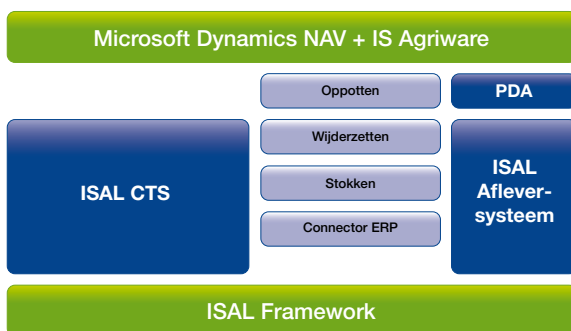 Microsoft Dynamics NAV + IS Agriware
Oppotten
PDA
Wijderzetten
ISAL CTS
Stokken
ISAL
Aflever-
systeem
Connector ERP
ISAL Framework